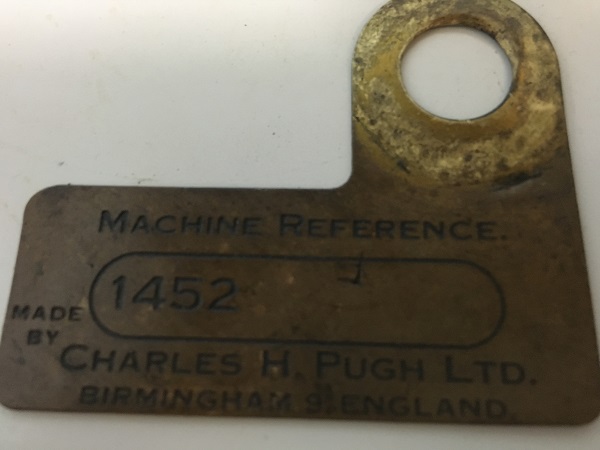 MACHINE REFERENCE.
1452
MADE
BY
CHARLES H. PUGH LTD.
BIRMINGHAM 9. ENGLAND.